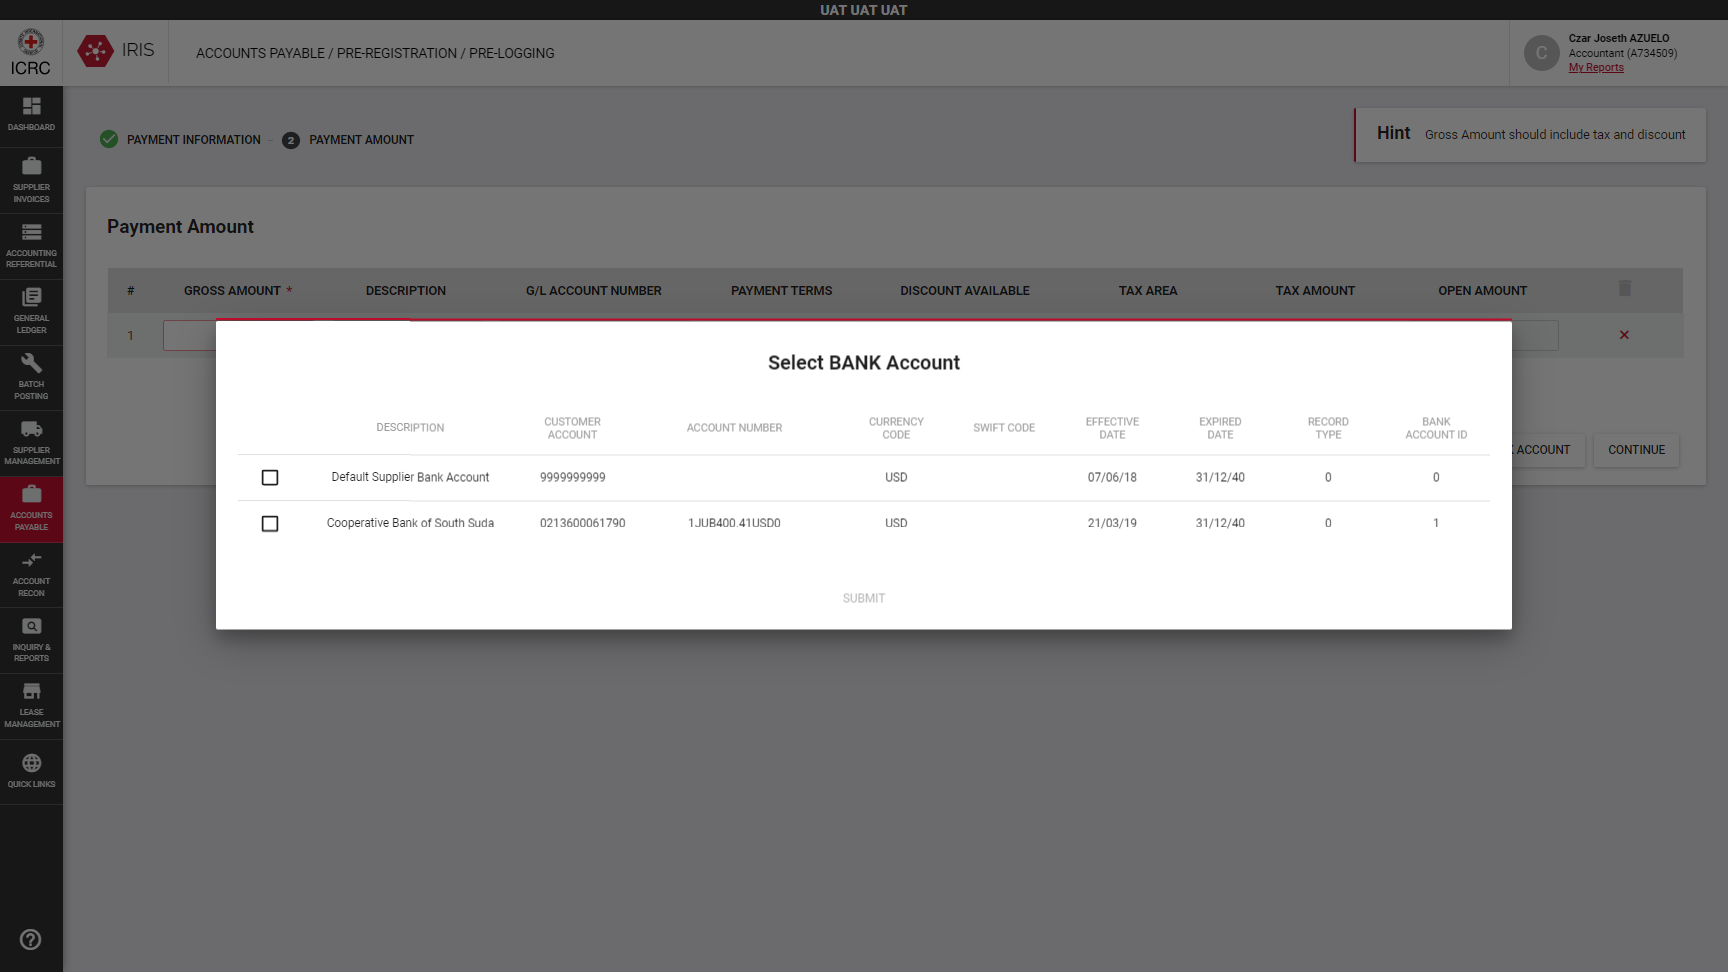 UAT UAT UAT
ICRC
IRIS
ACCOUNTS PAYABLE / PRE-REGISTRATION / PRE-LOGGING
C
Czar Joseth AZUELO
Accountant (A734509)
My Reports
DASHBOARD
SUPPLIER
INVOICES
ACCOUNTING
REFERENTIAL
GENERAL
LEDGER
BATCH
POSTING
SUPPLIER
MANAGEMENT
ACCOUNTS
PAYABLE
ACCOUNT
RECON
INQUIRY &
REPORTS
LEASE
MANAGEMENT
QUICK LINKS
PAYMENT INFORMATION - 2 PAYMENT AMOUNT
Hint Gross Amount should include tax and discount
Payment Amount
# GROSS AMOUNT * DESCRIPTION G/L ACCOUNT NUMBER PAYMENT TERMS DISCOUNT AVAILABLE TAX AREA TAX AMOUNT OPEN AMOUNT
1
ACCOUNT CONTINUE
Select BANK Account
DESCRIPTION CUSTOMER ACCOUNT ACCOUNT NUMBER CURRENCY CODE SWIFT CODE EFFECTIVE DATE EXPIRED DATE RECORD TYPE BANK ACCOUNT ID
Default Supplier Bank Account 9999999999 USD 07/06/18 31/12/40 0 0
Cooperative Bank of South Suda 0213600061790 1JUB400.41USD0 USD 21/03/19 31/12/40 0 1
SUBMIT